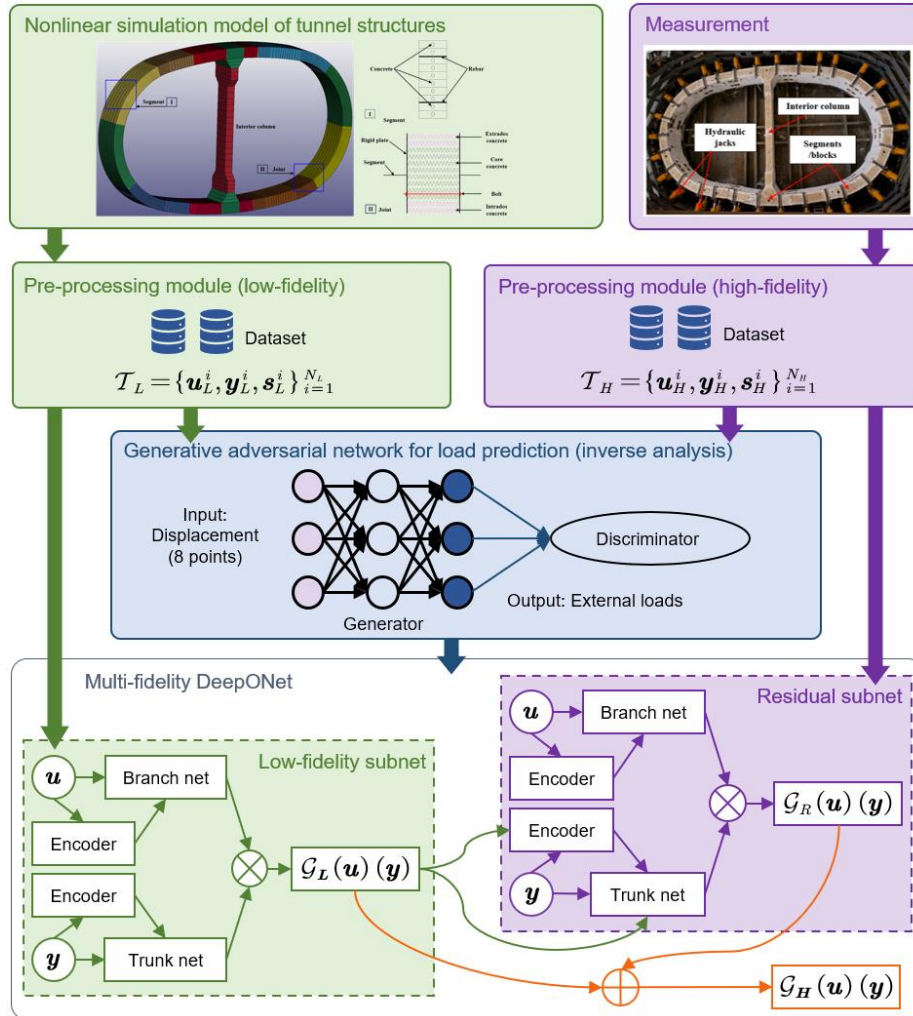 Nonlinear simulation model of tunnel structures
Segment I
Interior column
II Joint
Concrete
Rebar
I
Segment
Rigid plate
Segment
Extrados
concrete
Core
concrete
Bolt
Intrados
concrete
II Joint
Measurement
Interior column
Hydraulic
jacks
Segments
/blocks
Pre-processing module (low-fidelity)
Dataset
𝒯_L = {u_L^i, y_L^i, s_L^i}_{i=1}^{N_L}
Pre-processing module (high-fidelity)
Dataset
𝒯_H = {u_H^i, y_H^i, s_H^i}_{i=1}^{N_H}
Generative adversarial network for load prediction (inverse analysis)
Input:
Displacement
(8 points)
Generator
Discriminator
Output: External loads
Multi-fidelity DeepONet
Low-fidelity subnet
u
Branch net
Encoder
Encoder
y
Trunk net
𝒢_L (u) (y)
Residual subnet
u
Branch net
Encoder
Encoder
y
Trunk net
𝒢_R (u) (y)
𝒢_H (u) (y)